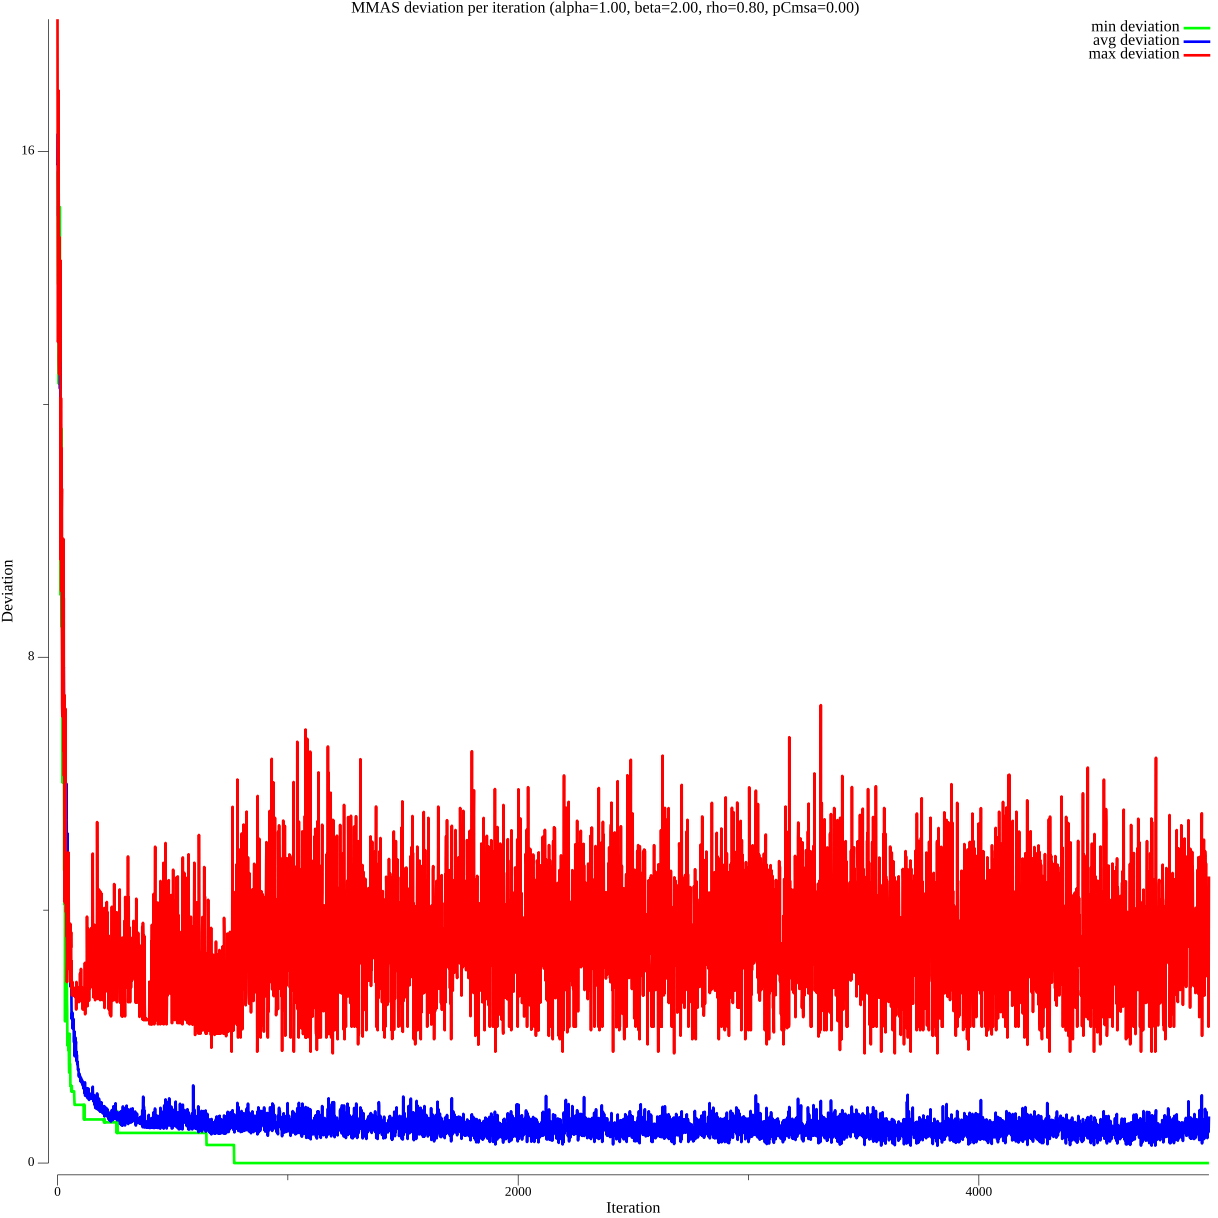 MMAS deviation per iteration (alpha=1.00, beta=2.00, rho=0.80, pCmsa=0.00)
min deviation
avg deviation
max deviation
16
8
0
Deviation
0 2000 4000
Iteration